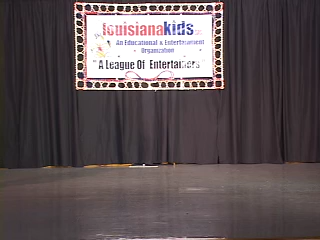 louisianakids
An Educational & Entertainment
Organization
"A League Of Entertainers"